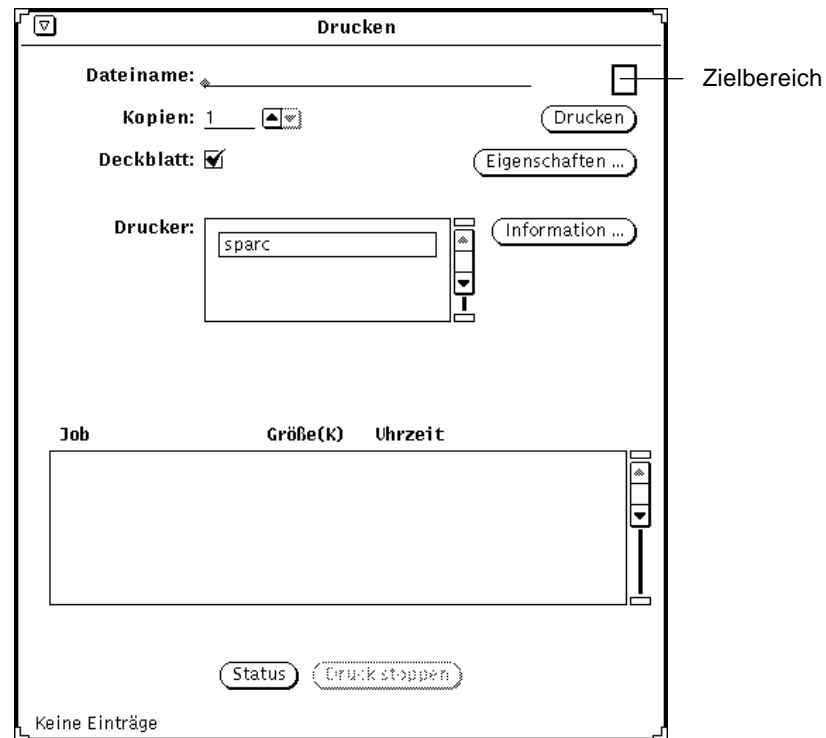 Drucken
Dateiname:
Zielbereich
Kopien: 1
Drucken
Deckblatt:
Eigenschaften ...
Drucker:
sparc
Information ...
Job Größe(K) Uhrzeit
Status Druck stoppen
Keine Einträge